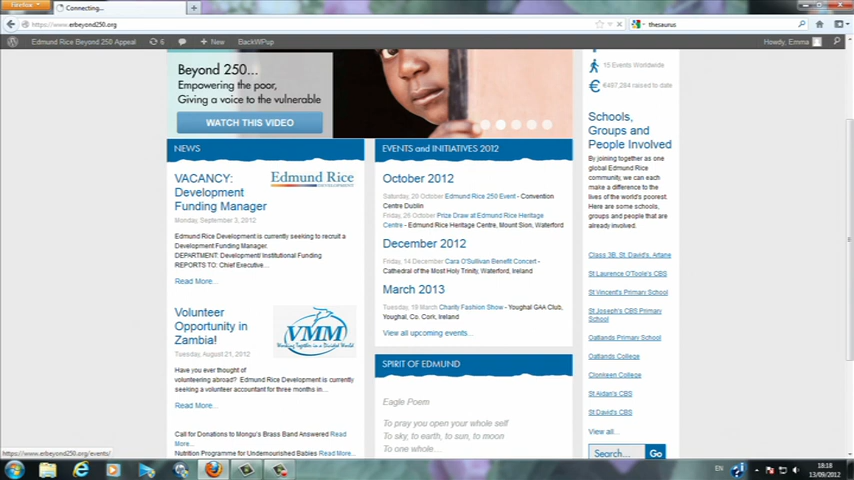 Firefox
Connecting...
https://www.erbeyond250.org
thesaurus
Edmund Rice Beyond 250 Appeal
6
+ New
BackWPup
Howdy, Emma
Beyond 250...
Empowering the poor,
Giving a voice to the vulnerable
WATCH THIS VIDEO
NEWS
VACANCY:
Development
Funding Manager
Edmund Rice
DEVELOPMENT
Monday, September 3, 2012
Edmund Rice Development is currently seeking to recruit a
Development Funding Manager.
DEPARTMENT: Development/ Institutional Funding
REPORTS TO: Chief Executive...
Read More...
Volunteer
Opportunity in
Zambia!
VMM
Working Together in a Divided World
Tuesday, August 21, 2012
Have you ever thought of
volunteering abroad? Edmund Rice Development is currently
seeking a volunteer accountant for three months in...
Read More...
Call for Donations to Mongu's Brass Band Answered Read
More...
Nutrition Programme for Undernourished Babies Read More...
EVENTS and INITIATIVES 2012
October 2012
Saturday, 20 October Edmund Rice 250 Event - Convention
Centre Dublin
Friday, 26 October Prize Draw at Edmund Rice Heritage
Centre - Edmund Rice Heritage Centre, Mount Sion, Waterford
December 2012
Friday, 14 December Cara O'Sullivan Benefit Concert -
Cathedral of the Most Holy Trinity, Waterford, Ireland
March 2013
Tuesday, 19 March Charity Fashion Show - Youghal GAA Club,
Youghal, Co. Cork, Ireland
View all upcoming events...
SPIRIT OF EDMUND
Eagle Poem
To pray you open your whole self
To sky, to earth, to sun, to moon
To one whole...
15 Events Worldwide
€497,284 raised to date
Schools,
Groups and
People Involved
By joining together as one
global Edmund Rice
community, we can each
make a difference to the
lives of the world's poorest.
Here are some schools,
groups and people that are
already involved.
Class 3B, St. David's, Artane
St Laurence O'Toole's CBS
St Vincent's Primary School
St Joseph's CBS Primary
School
Oatlands Primary School
Oatlands College
Clonkeen College
St Aidan's CBS
St David's CBS
View all...
Search...
Go
https://www.erbeyond250.org/events/
EN
18:18
13/09/2012